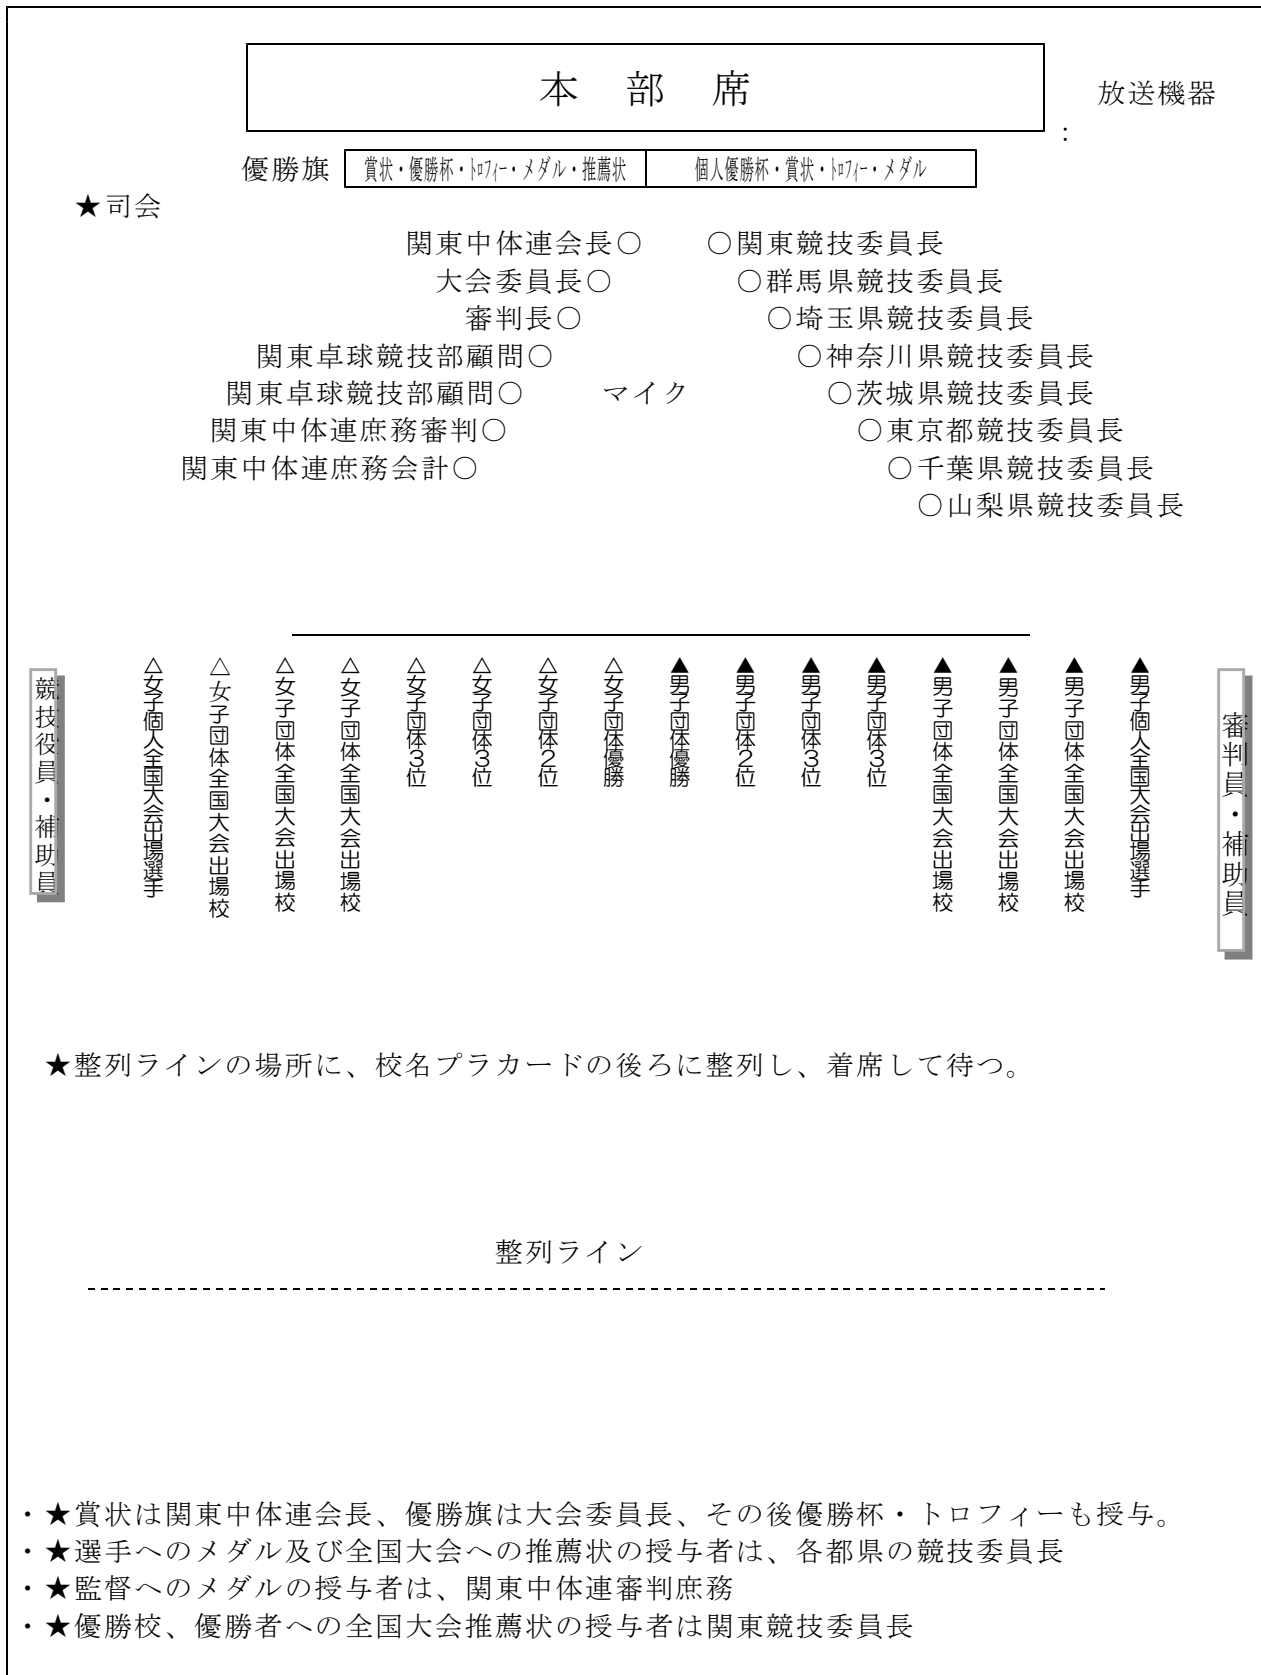 本　部　席
放送機器
：
優勝旗　賞状・優勝杯・ﾄﾛﾌｨｰ・メダル・推薦状　個人優勝杯・賞状・ﾄﾛﾌｨｰ・メダル
★司会
関東中体連会長○　○関東競技委員長
大会委員長○　○群馬県競技委員長
審判長○　○埼玉県競技委員長
関東卓球競技部顧問○　○神奈川県競技委員長
関東卓球競技部顧問○　マイク　○茨城県競技委員長
関東中体連庶務審判○　○東京都競技委員長
関東中体連庶務会計○　○千葉県競技委員長
○山梨県競技委員長
競技役員・補助員
△女子個人全国大会出場選手
△女子団体全国大会出場校
△女子団体全国大会出場校
△女子団体全国大会出場校
△女子団体3位
△女子団体3位
△女子団体2位
△女子団体優勝
▲男子団体優勝
▲男子団体2位
▲男子団体3位
▲男子団体3位
▲男子団体全国大会出場校
▲男子団体全国大会出場校
▲男子団体全国大会出場校
▲男子個人全国大会出場選手
審判員・補助員
★整列ラインの場所に、校名プラカードの後ろに整列し、着席して待つ。
整列ライン
・★賞状は関東中体連会長、優勝旗は大会委員長、その後優勝杯・トロフィーも授与。
・★選手へのメダル及び全国大会への推薦状の授与者は、各都県の競技委員長
・★監督へのメダルの授与者は、関東中体連審判庶務
・★優勝校、優勝者への全国大会推薦状の授与者は関東競技委員長